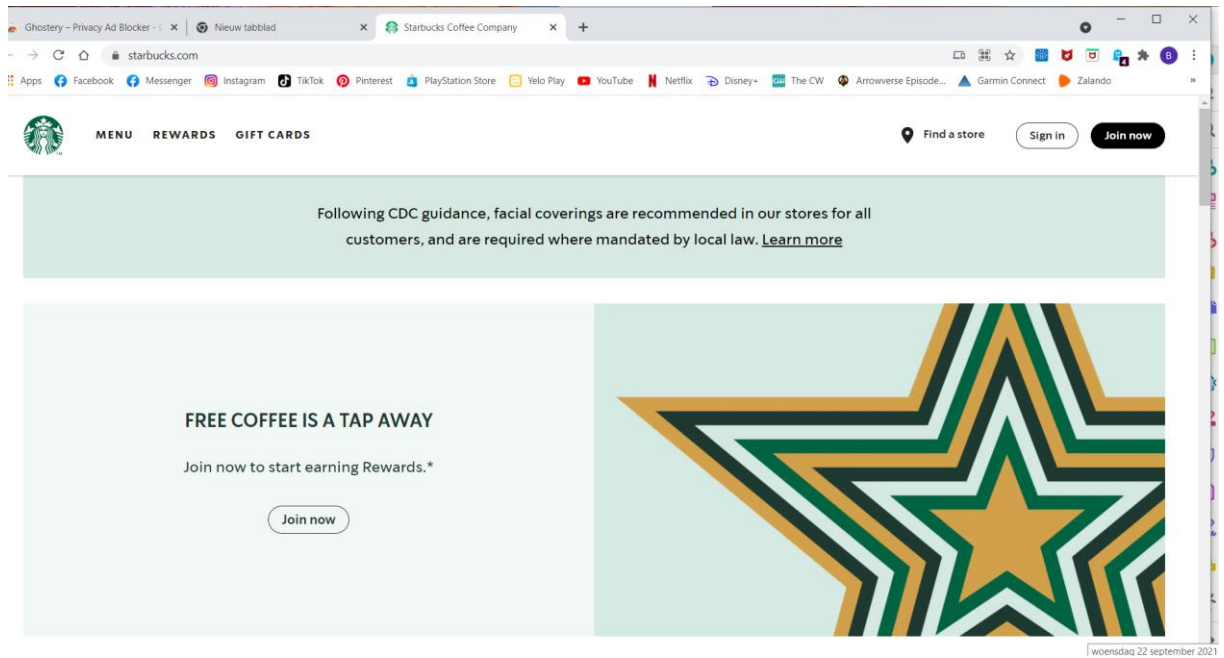 Ghostery – Privacy Ad Blocker - Nieuw tabblad Starbucks Coffee Company
starbucks.com
Apps Facebook Messenger Instagram TikTok Pinterest PlayStation Store Yelo Play YouTube Netflix Disney+ The CW Arrowverse Episode... Garmin Connect Zalando »
MENU REWARDS GIFT CARDS Find a store Sign in Join now
Following CDC guidance, facial coverings are recommended in our stores for all
customers, and are required where mandated by local law. Learn more
FREE COFFEE IS A TAP AWAY
Join now to start earning Rewards.*
Join now
woensdag 22 september 2021